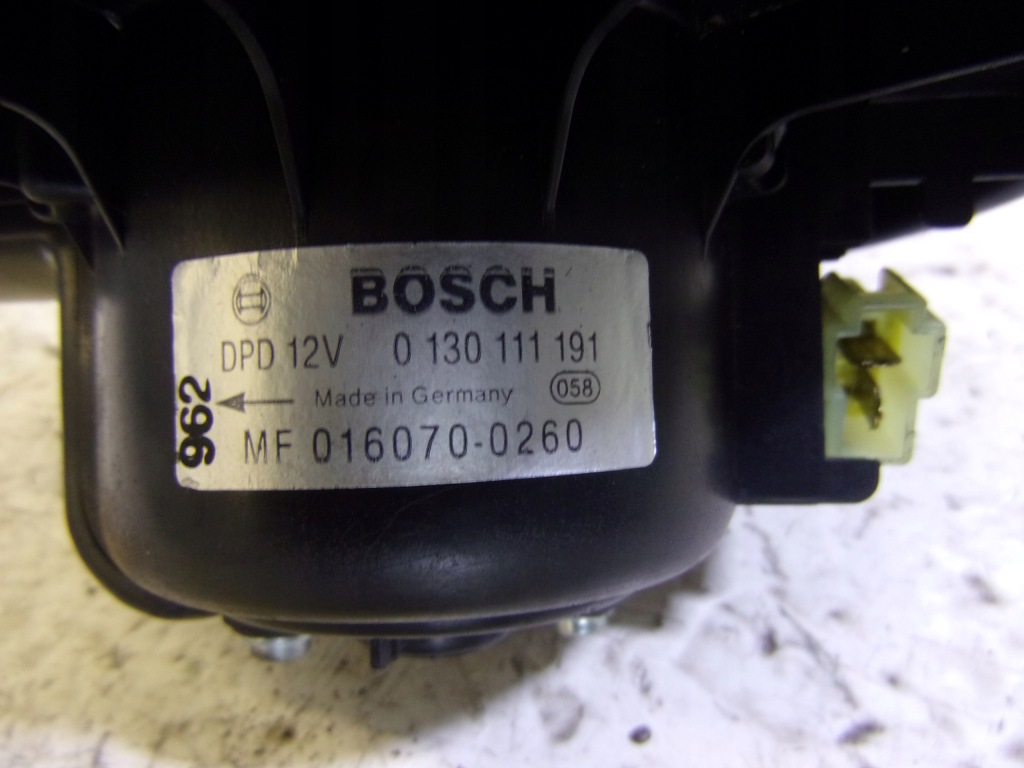 BOSCH
DPD 12V 0 130 111 191
Made in Germany 058
MF 016070-0260
962